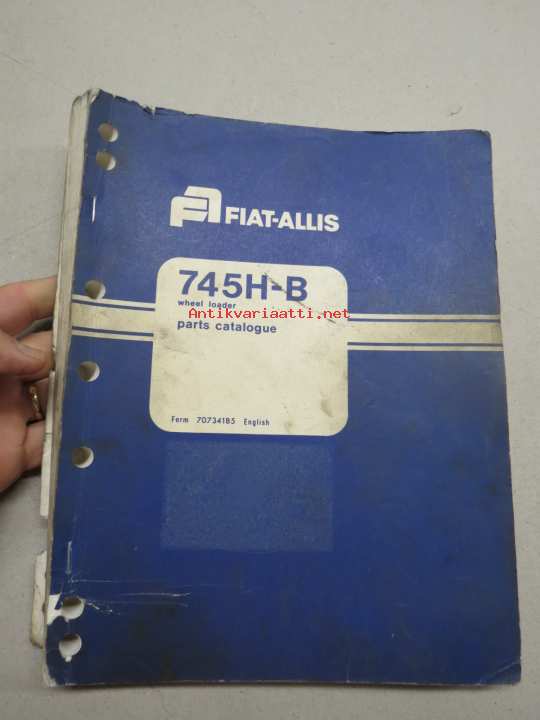 FIAT-ALLIS
745H-B
wheel loader
Antikvariaatti.net
parts catalogue
Form 70734185 English